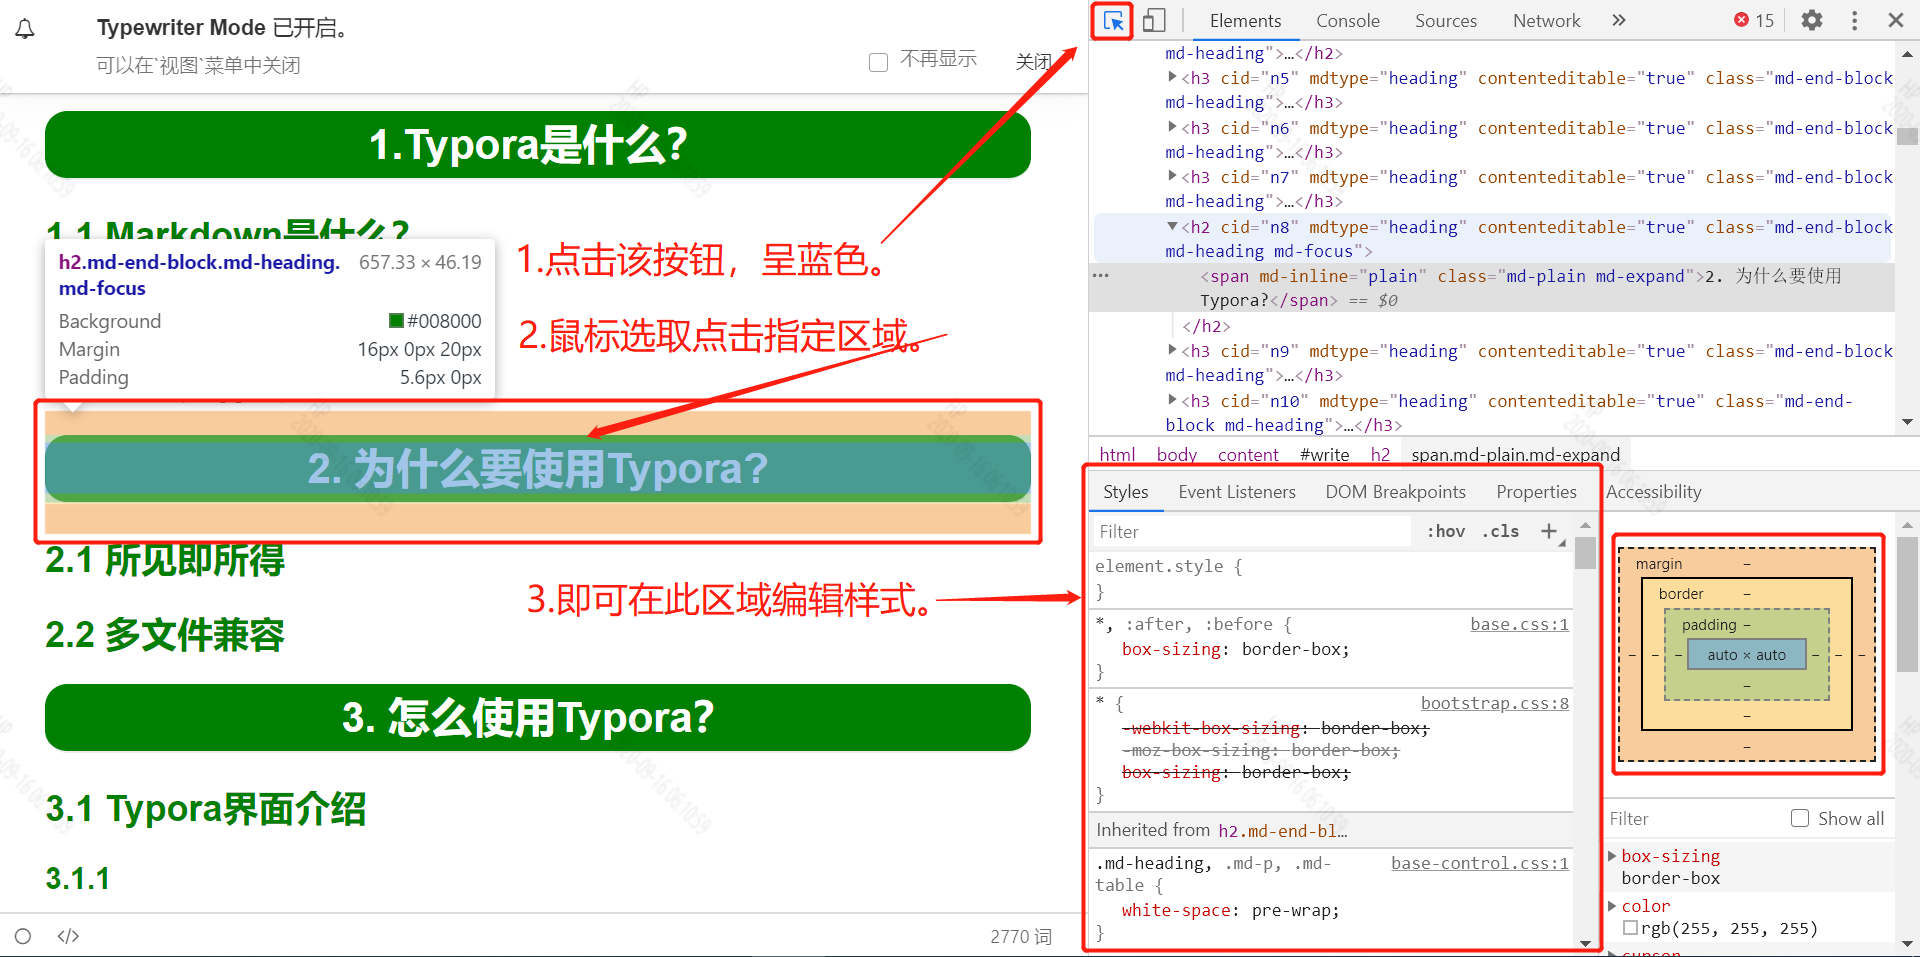 Typewriter Mode 已开启。
可以在`视图`菜单中关闭
不再显示
关闭
1.Typora是什么？
1.1 Markdown是什么？
h2.md-end-block.md-heading.
md-focus
657.33 × 46.19
Background
#008000
Margin
16px 0px 20px
Padding
5.6px 0px
1.点击该按钮，呈蓝色。
2.鼠标选取点击指定区域。
2. 为什么要使用Typora？
2.1 所见即所得
3.即可在此区域编辑样式。
2.2 多文件兼容
3. 怎么使用Typora？
3.1 Typora界面介绍
3.1.1
</>
2770 词
Elements
Console
Sources
Network
»
15
md-heading">…</h2>
<h3 cid="n5" mdtype="heading" contenteditable="true" class="md-end-block
md-heading">…</h3>
<h3 cid="n6" mdtype="heading" contenteditable="true" class="md-end-block
md-heading">…</h3>
<h3 cid="n7" mdtype="heading" contenteditable="true" class="md-end-block
md-heading">…</h3>
<h2 cid="n8" mdtype="heading" contenteditable="true" class="md-end-block
md-heading md-focus">
<span md-inline="plain" class="md-plain md-expand">2. 为什么要使用
Typora?</span> == $0
</h2>
<h3 cid="n9" mdtype="heading" contenteditable="true" class="md-end-block
md-heading">…</h3>
<h3 cid="n10" mdtype="heading" contenteditable="true" class="md-end-
block md-heading">…</h3>
html body content #write h2 span.md-plain.md-expand
Styles
Event Listeners
DOM Breakpoints
Properties
Accessibility
Filter
:hov .cls +
element.style {
}
*, :after, :before {
base.css:1
box-sizing: border-box;
}
* {
bootstrap.css:8
-webkit-box-sizing: border-box;
-moz-box-sizing: border-box;
box-sizing: border-box;
}
Inherited from h2.md-end-bl…
.md-heading, .md-p, .md-
table {
base-control.css:1
white-space: pre-wrap;
}
margin –
border –
padding –
– – – auto × auto – – –
–
–
–
Filter
Show all
box-sizing
border-box
color
rgb(255, 255, 255)
cursor
HP
2020-09-16 06:10:59